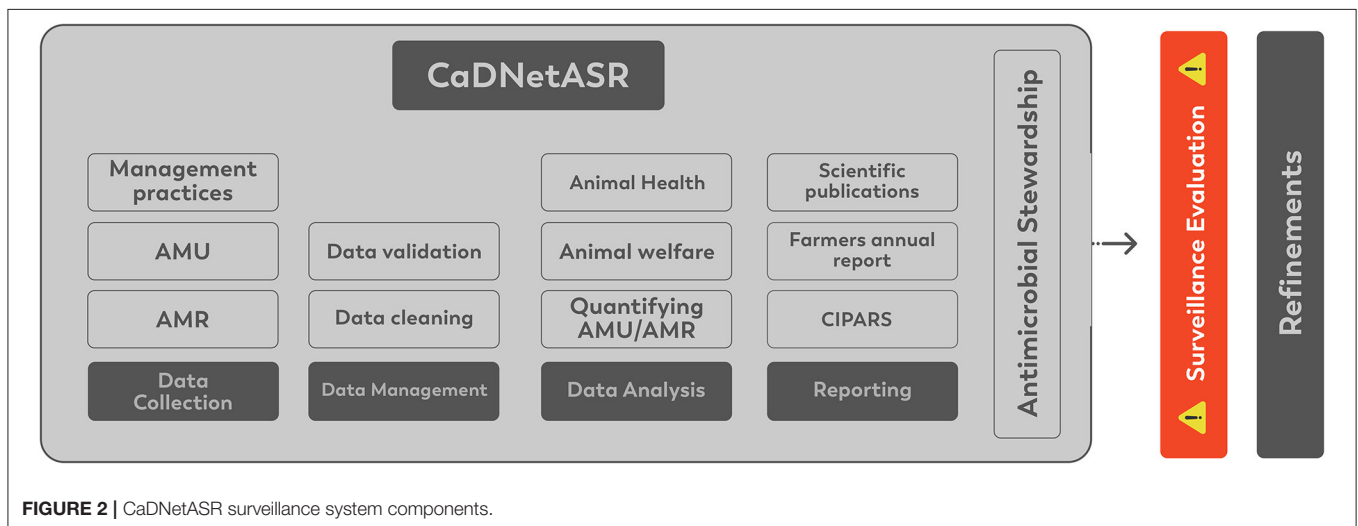 CaDNetASR
Management
practices
AMU
AMR
Data
Collection
Data validation
Data cleaning
Data Management
Animal Health
Animal welfare
Quantifying
AMU/AMR
Data Analysis
Scientific
publications
Farmers annual
report
CIPARS
Reporting
Antimicrobial Stewardship
Surveillance Evaluation
Refinements
FIGURE 2 | CaDNetASR surveillance system components.